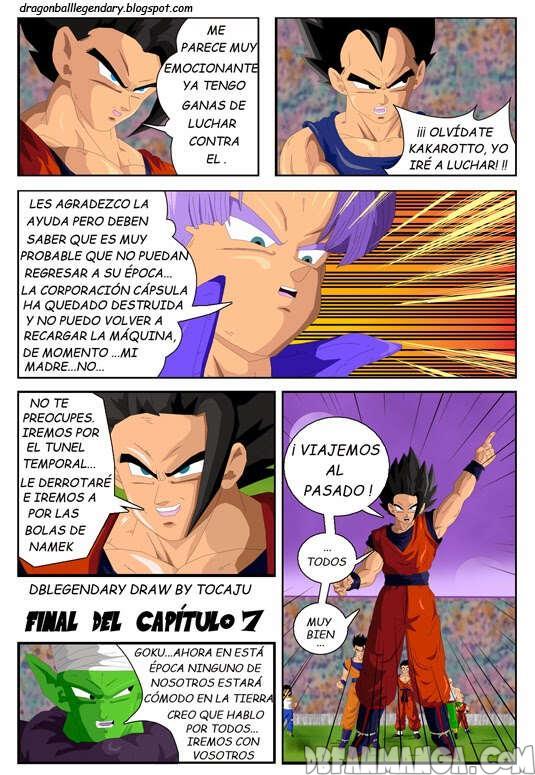 dragonballlegendary.blogspot.com
ME
PARECE MUY
EMOCIONANTE
YA TENGO
GANAS DE
LUCHAR
CONTRA
EL .
¡¡¡ OLVÍDATE
KAKAROTTO, YO
IRÉ A LUCHAR! !!
LES AGRADEZCO LA
AYUDA PERO DEBEN
SABER QUE ES MUY
PROBABLE QUE NO PUEDAN
REGRESAR A SU ÉPOCA...
LA CORPORACIÓN CÁPSULA
HA QUEDADO DESTRUIDA
Y NO PUEDO VOLVER A
RECARGAR LA MÁQUINA,
DE MOMENTO ...MI
MADRE...NO...
NO TE
PREOCUPES.
IREMOS POR
EL TUNEL
TEMPORAL...
LE DERROTARÉ
E IREMOS A
POR LAS
BOLAS DE
NAMEK
¡ VIAJEMOS
AL
PASADO !
...
TODOS
MUY
BIEN ...
DBLEGENDARY DRAW BY TOCAJU
FINAL DEL CAPÍTULO 7
GOKU...AHORA EN ESTÁ
ÉPOCA NINGUNO DE
NOSOTROS ESTARÁ
CÓMODO EN LA TIERRA
CREO QUE HABLO
POR TODOS...
IREMOS CON
VOSOTROS
DBFANMANGA.COM